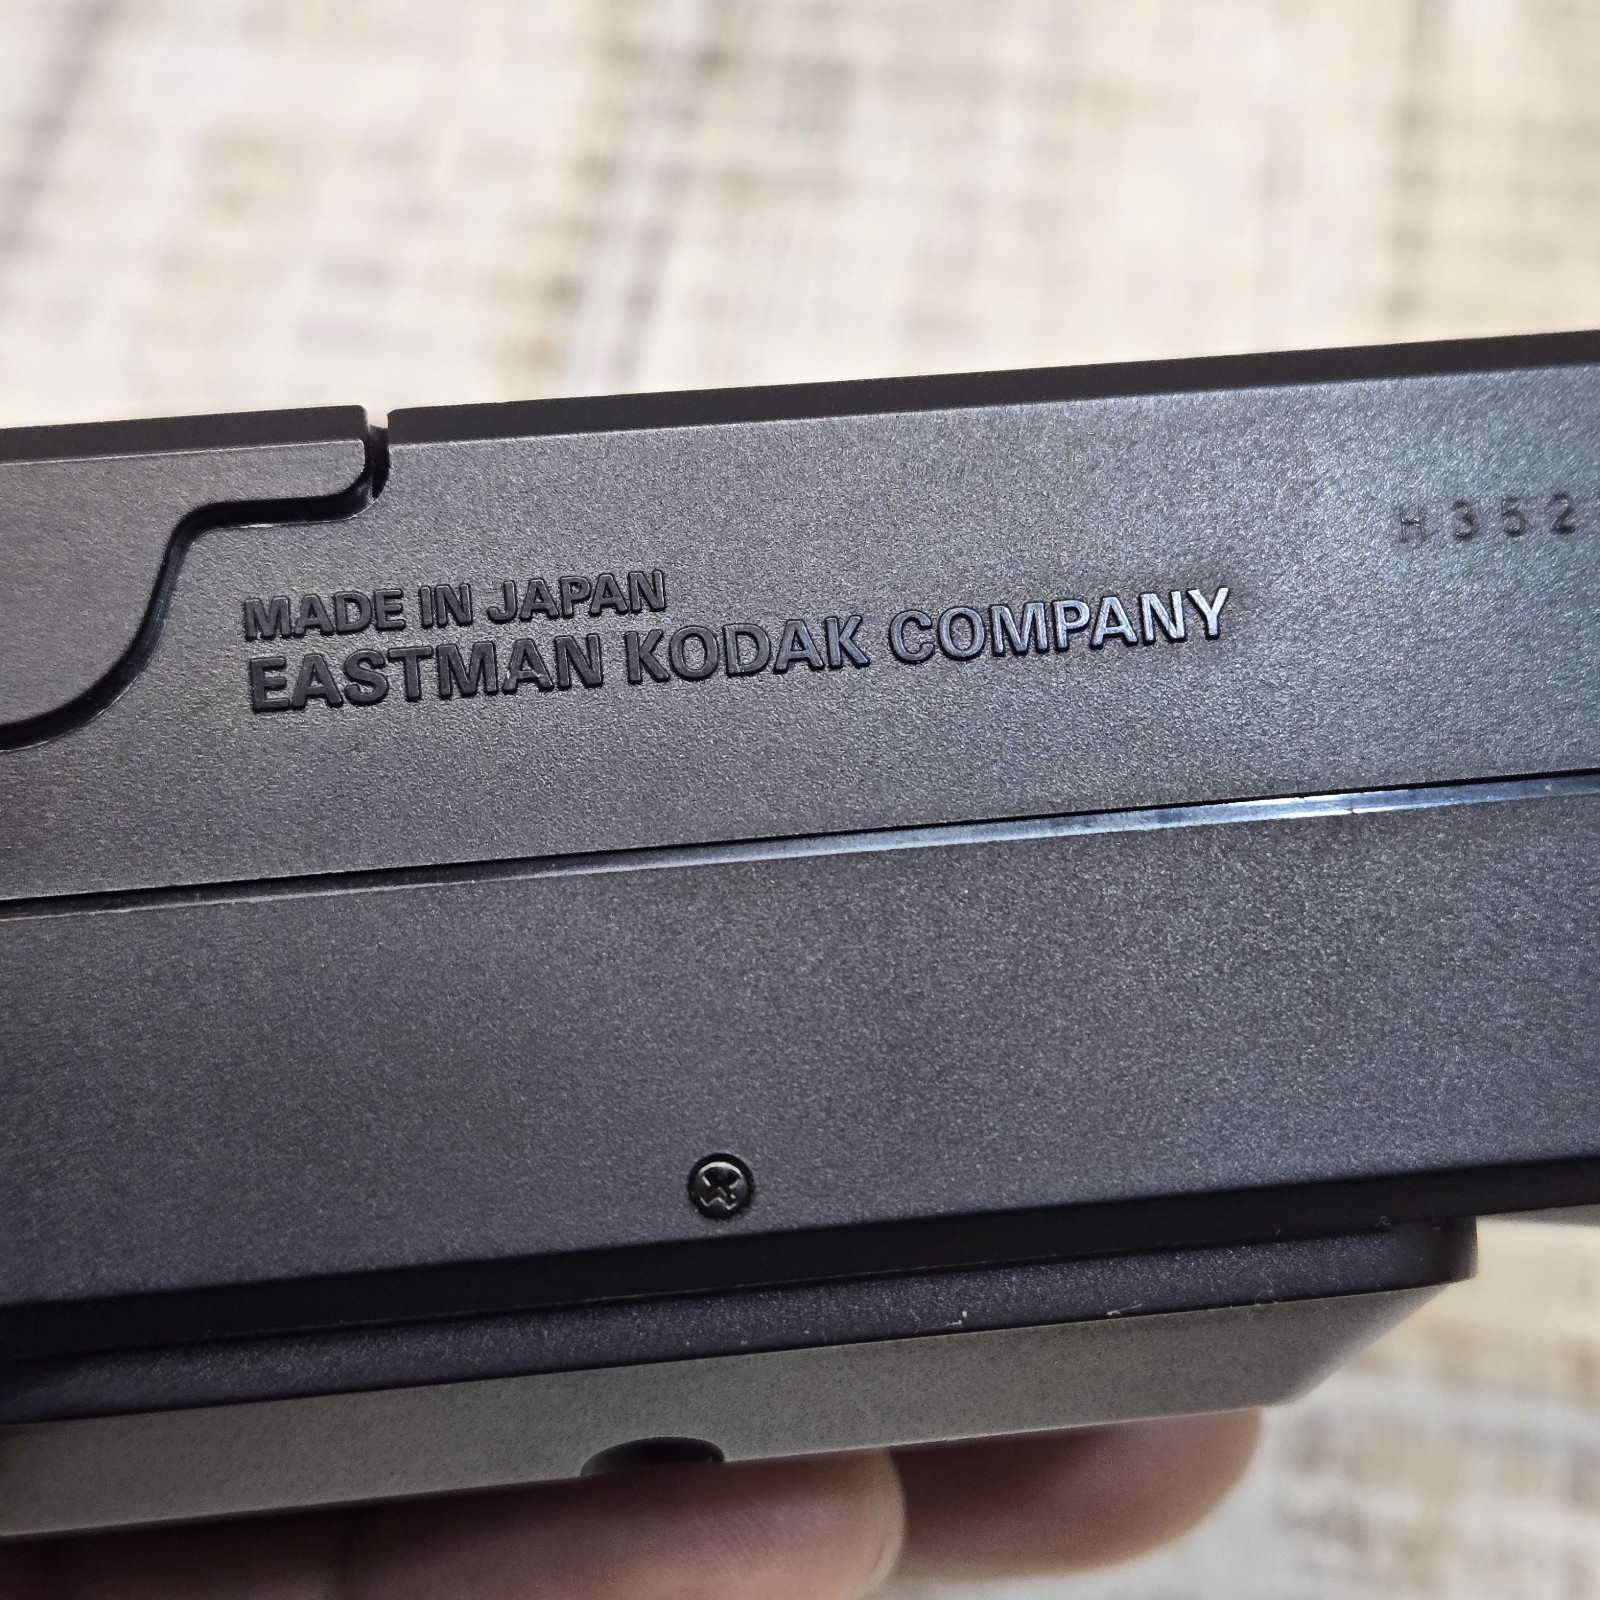 H352
MADE IN JAPAN
EASTMAN KODAK COMPANY